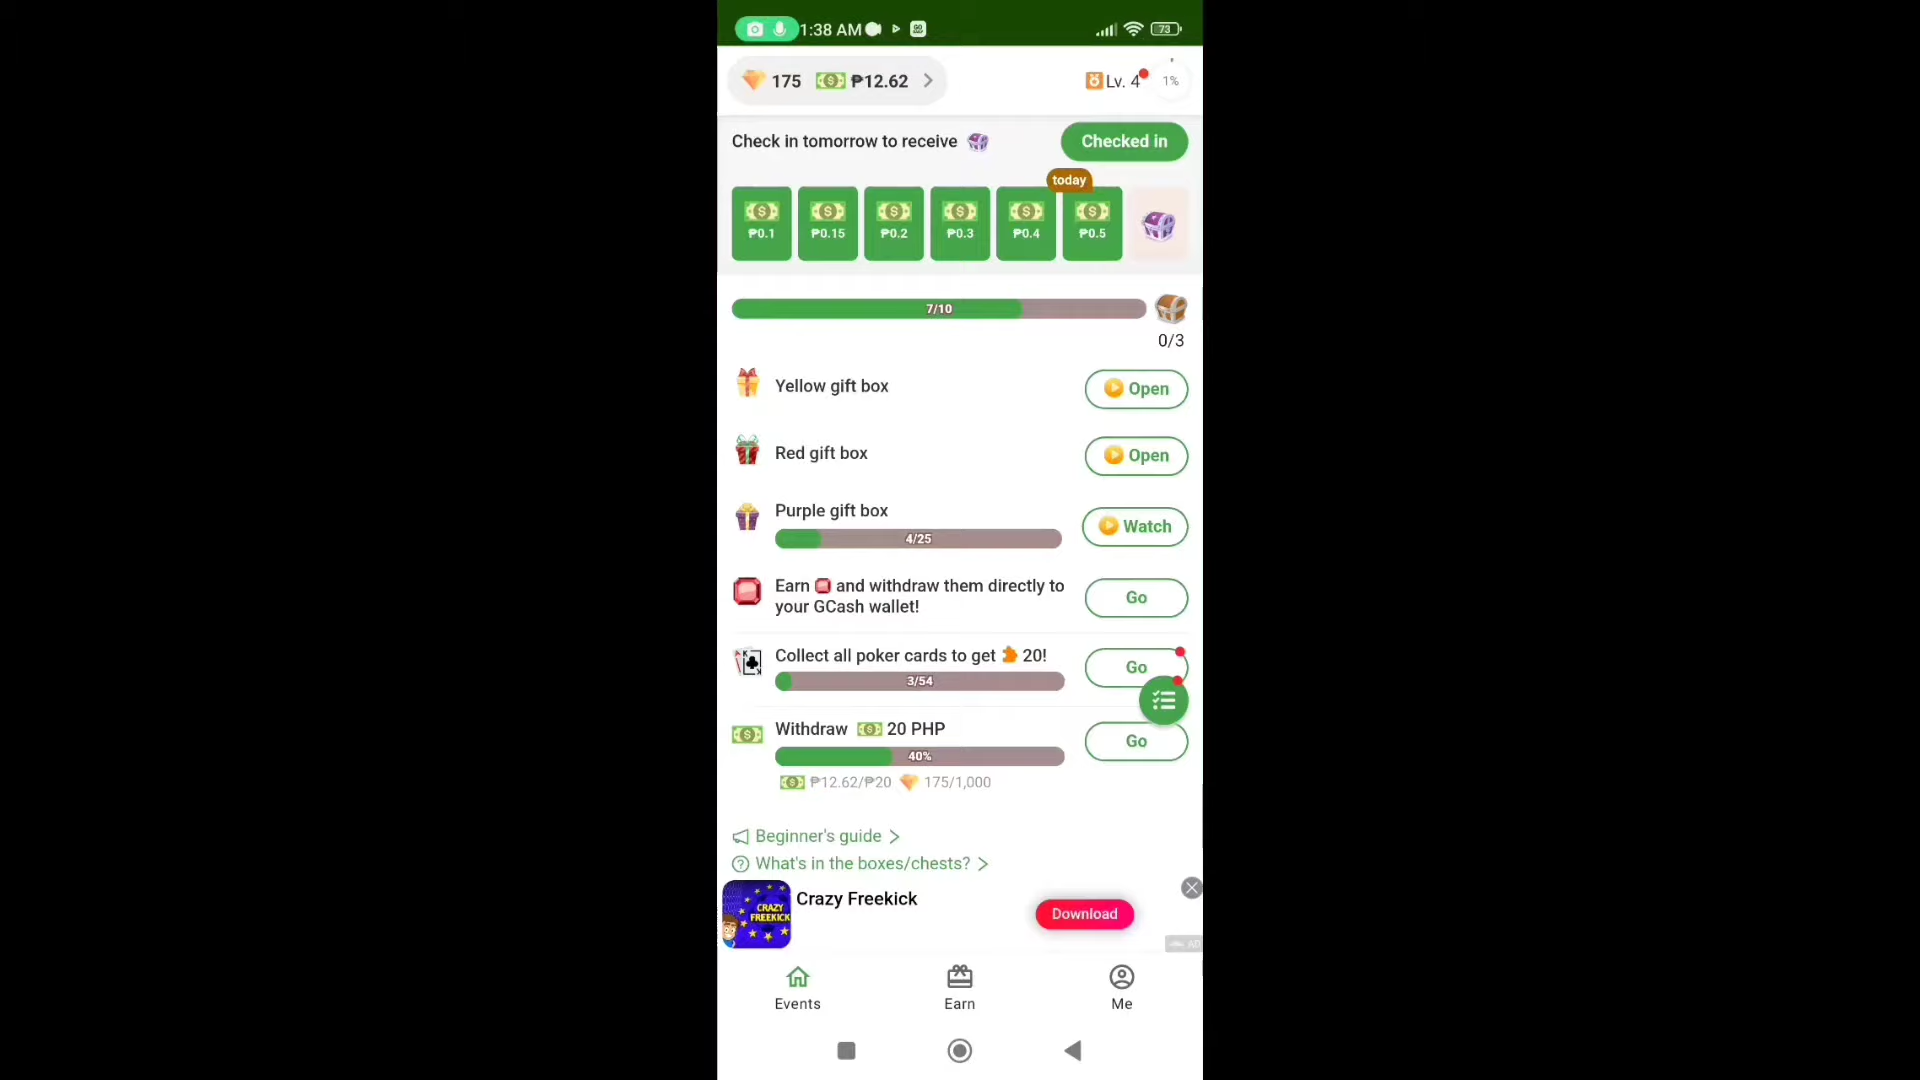 1:38 AM
73
175 ₱12.62
Lv. 4
1%
Check in tomorrow to receive
Checked in
today
₱0.1
₱0.15
₱0.2
₱0.3
₱0.4
₱0.5
7/10
0/3
Yellow gift box
Open
Red gift box
Open
Purple gift box
4/25
Watch
Earn and withdraw them directly to
your GCash wallet!
Go
Collect all poker cards to get 20!
3/54
Go
Withdraw 20 PHP
40%
₱12.62/₱20 175/1,000
Go
Beginner's guide
What's in the boxes/chests?
CRAZY
FREEKICK
Crazy Freekick
Download
AD
Events
Earn
Me